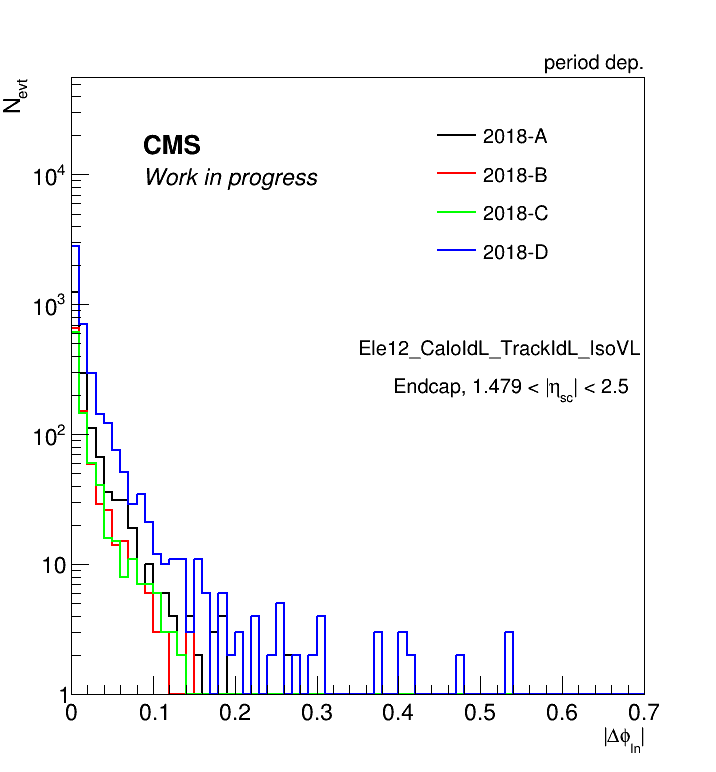 period dep.
N_evt
CMS
Work in progress
2018-A
2018-B
2018-C
2018-D
Ele12_CaloIdL_TrackIdL_IsoVL
Endcap, 1.479 < |η_sc| < 2.5
10^4
10^3
10^2
10
1
0 0.1 0.2 0.3 0.4 0.5 0.6 0.7
|Δϕ_In|